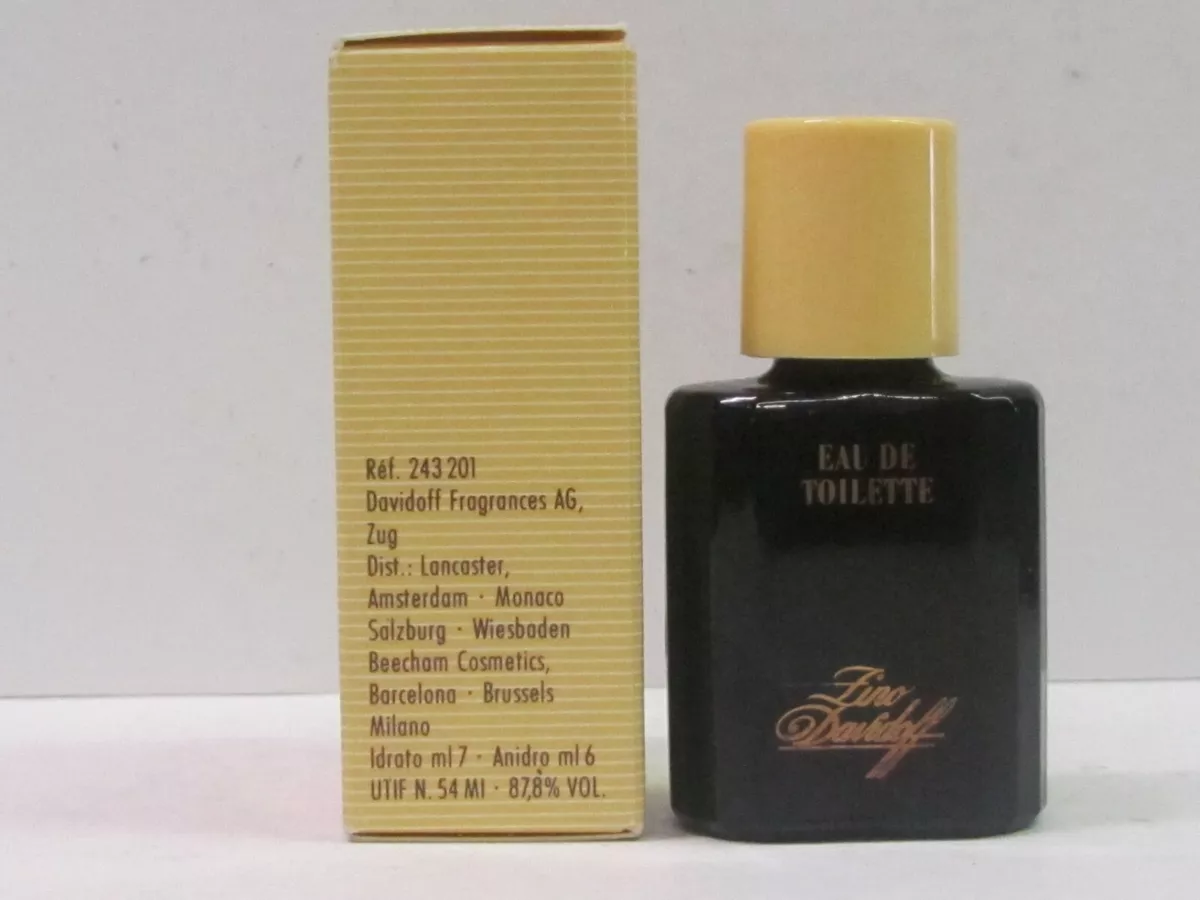 Réf. 243 201
Davidoff Fragrances AG,
Zug
Dist.: Lancaster,
Amsterdam · Monaco
Salzburg · Wiesbaden
Beecham Cosmetics,
Barcelona · Brussels
Milano
Idrato ml 7 · Anidro ml 6
UTIF N. 54 MI · 87,8% VOL.
EAU DE
TOILETTE
Zino
Davidoff